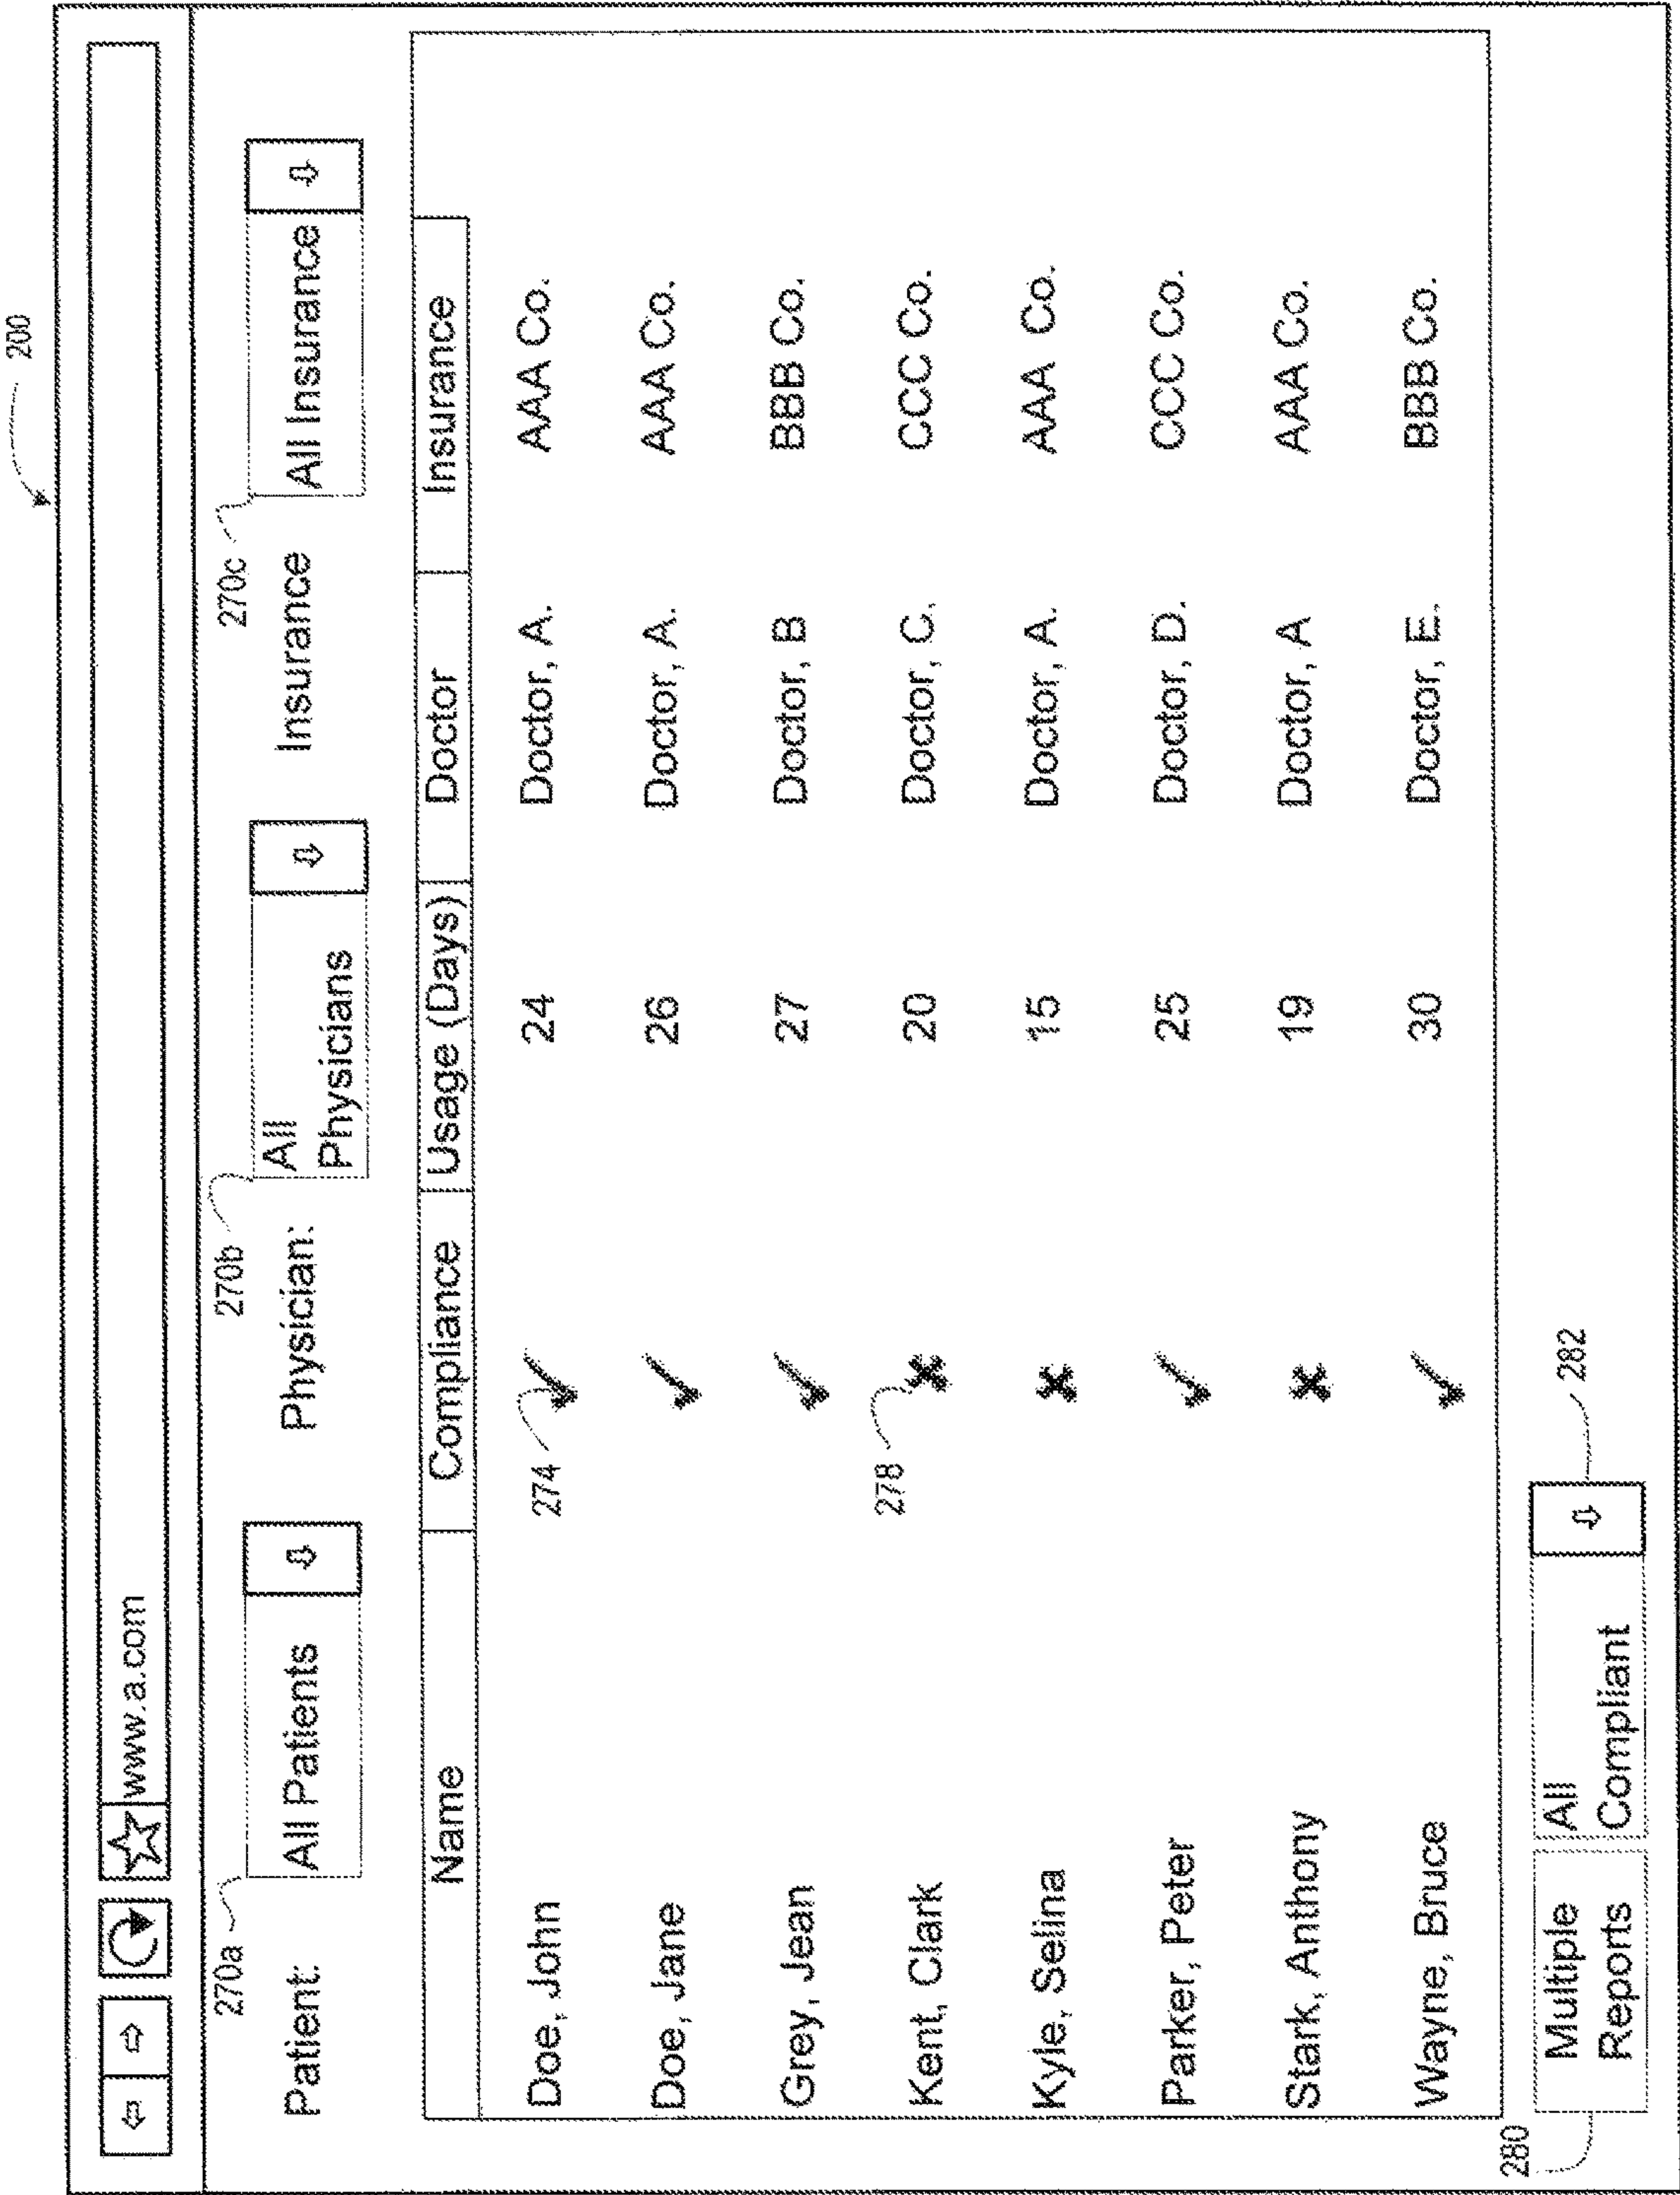 200
www.a.com
270a
270b
270c
Patient:
All Patients
Physician:
All
Physicians
Insurance
All Insurance
Name Compliance Usage (Days) Doctor Insurance
274
Doe, John 24 Doctor, A. AAA Co.
Doe, Jane 26 Doctor, A. AAA Co.
Grey, Jean 27 Doctor, B BBB Co.
278
Kent, Clark 20 Doctor, C. CCC Co.
Kyle, Selina 15 Doctor, A. AAA Co.
Parker, Peter 25 Doctor, D. CCC Co.
Stark, Anthony 19 Doctor, A AAA Co.
Wayne, Bruce 30 Doctor, E. BBB Co.
280
Multiple
Reports
All
Compliant
282